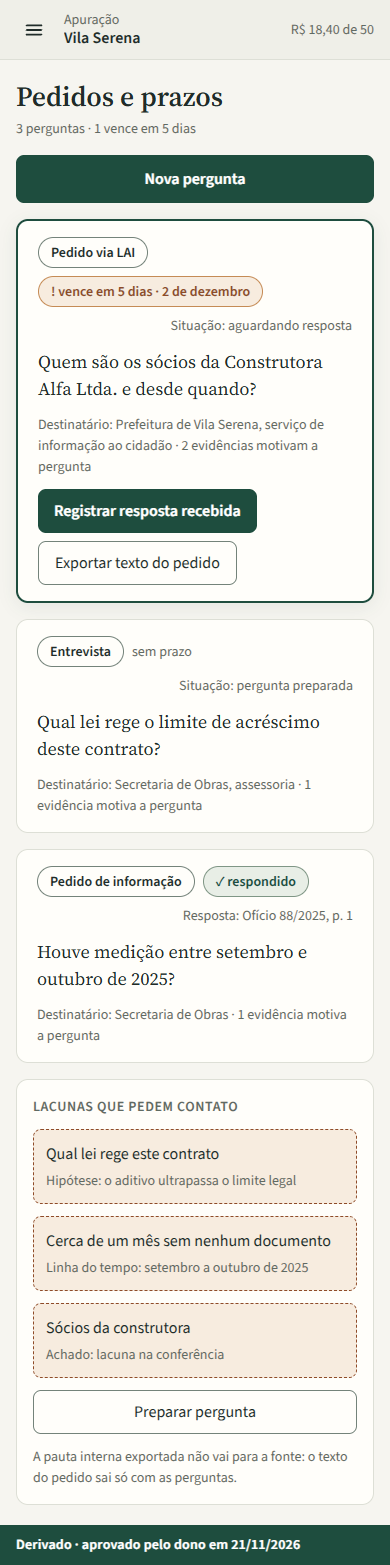 Apuração
Vila Serena
R$ 18,40 de 50
Pedidos e prazos
3 perguntas · 1 vence em 5 dias
Nova pergunta
Pedido via LAI
! vence em 5 dias · 2 de dezembro
Situação: aguardando resposta
Quem são os sócios da Construtora
Alfa Ltda. e desde quando?
Destinatário: Prefeitura de Vila Serena, serviço de
informação ao cidadão · 2 evidências motivam a
pergunta
Registrar resposta recebida
Exportar texto do pedido
Entrevista
sem prazo
Situação: pergunta preparada
Qual lei rege o limite de acréscimo
deste contrato?
Destinatário: Secretaria de Obras, assessoria · 1
evidência motiva a pergunta
Pedido de informação
✓ respondido
Resposta: Ofício 88/2025, p. 1
Houve medição entre setembro e
outubro de 2025?
Destinatário: Secretaria de Obras · 1 evidência motiva
a pergunta
LACUNAS QUE PEDEM CONTATO
Qual lei rege este contrato
Hipótese: o aditivo ultrapassa o limite legal
Cerca de um mês sem nenhum documento
Linha do tempo: setembro a outubro de 2025
Sócios da construtora
Achado: lacuna na conferência
Preparar pergunta
A pauta interna exportada não vai para a fonte: o texto
do pedido sai só com as perguntas.
Derivado · aprovado pelo dono em 21/11/2026